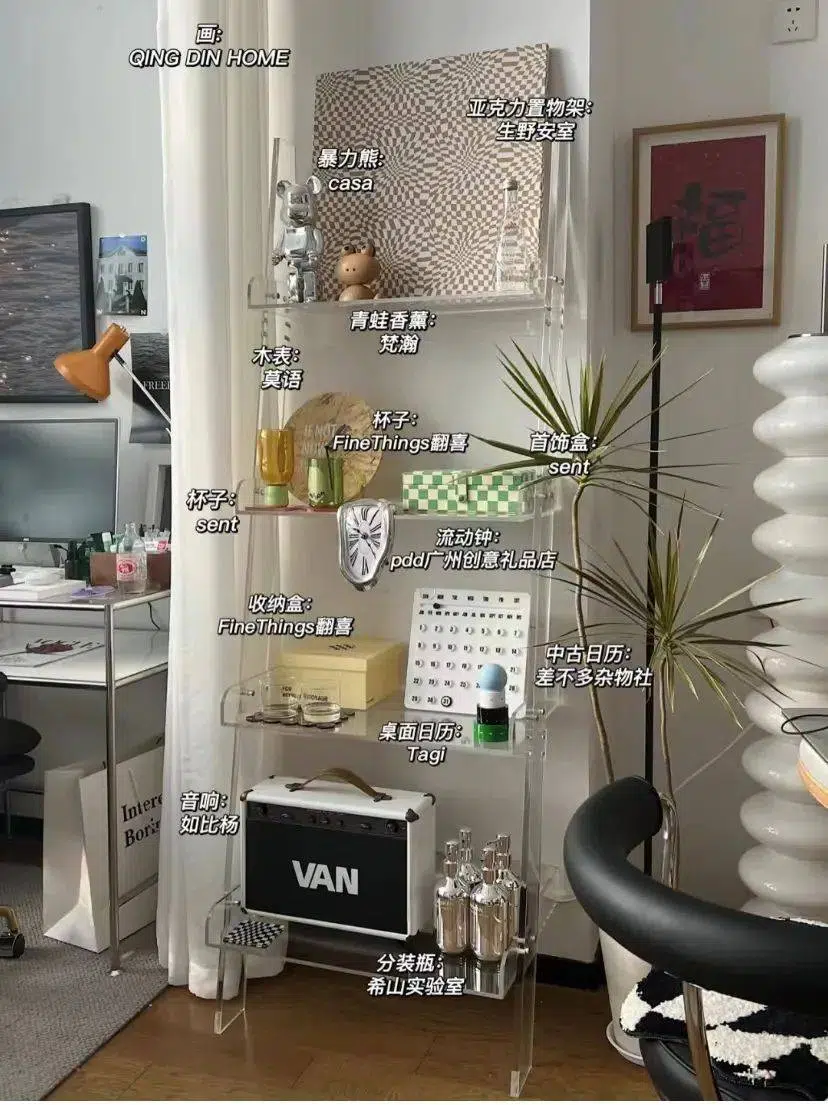 画:
QING DIN HOME
亚克力置物架:
生野安室
暴力熊:
casa
福
青蛙香薰:
梵瀚
木表:
莫语
杯子:
FineThings翻喜
首饰盒:
sent
杯子:
sent
流动钟:
pdd广州创意礼品店
收纳盒:
FineThings翻喜
中古日历:
差不多杂物社
桌面日历:
Tagi
音响:
如比杨
VAN
分装瓶:
希山实验室